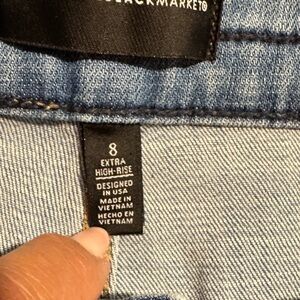 BLACKMARKET®
8
EXTRA
HIGH-RISE
DESIGNED
IN USA
MADE IN
VIETNAM
HECHO EN
VIETNAM